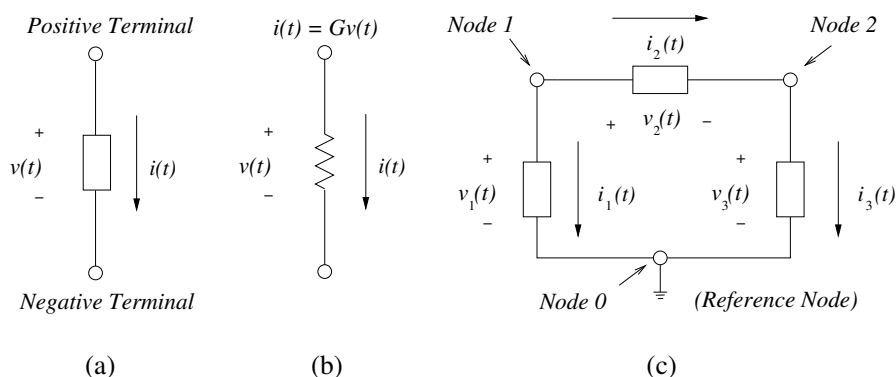 Positive Terminal
+
v(t)
−
i(t)
Negative Terminal
(a)
i(t) = Gv(t)
+
v(t)
−
i(t)
(b)
Node 1
Node 2
i2(t)
+ v2(t) −
+
v1(t)
−
i1(t)
+
v3(t)
−
i3(t)
Node 0
(Reference Node)
(c)